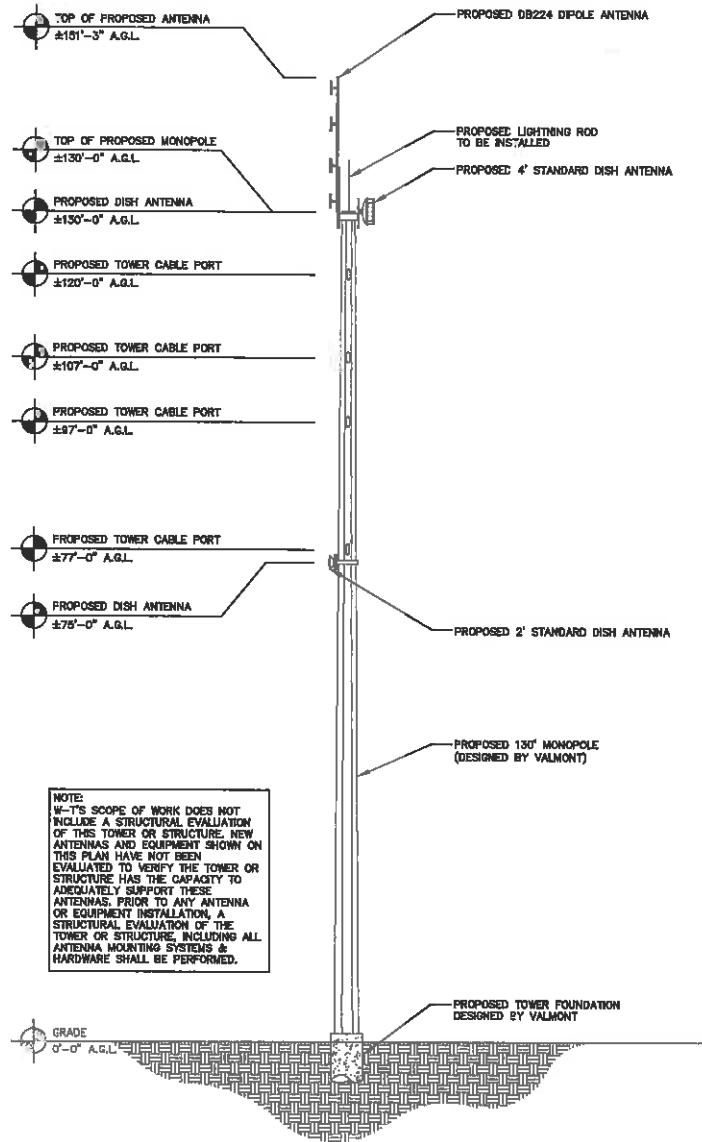 TOP OF PROPOSED ANTENNA
±151'-3" A.G.L.
PROPOSED DB224 DIPOLE ANTENNA
TOP OF PROPOSED MONOPOLE
±130'-0" A.G.L.
PROPOSED LIGHTNING ROD
TO BE INSTALLED
PROPOSED 4' STANDARD DISH ANTENNA
PROPOSED DISH ANTENNA
±130'-0" A.G.L.
PROPOSED TOWER CABLE PORT
±120'-0" A.G.L.
PROPOSED TOWER CABLE PORT
±107'-0" A.G.L.
PROPOSED TOWER CABLE PORT
±97'-0" A.G.L.
PROPOSED TOWER CABLE PORT
±77'-0" A.G.L.
PROPOSED DISH ANTENNA
±75'-0" A.G.L.
PROPOSED 2' STANDARD DISH ANTENNA
PROPOSED 130' MONOPOLE
(DESIGNED BY VALMONT)
NOTE:
W-T'S SCOPE OF WORK DOES NOT
INCLUDE A STRUCTURAL EVALUATION
OF THIS TOWER OR STRUCTURE. NEW
ANTENNAS AND EQUIPMENT SHOWN ON
THIS PLAN HAVE NOT BEEN
EVALUATED TO VERIFY THE TOWER OR
STRUCTURE HAS THE CAPACITY TO
ADEQUATELY SUPPORT THESE
ANTENNAS. PRIOR TO ANY ANTENNA
OR EQUIPMENT INSTALLATION, A
STRUCTURAL EVALUATION OF THE
TOWER OR STRUCTURE, INCLUDING ALL
ANTENNA MOUNTING SYSTEMS &
HARDWARE SHALL BE PERFORMED.
PROPOSED TOWER FOUNDATION
DESIGNED BY VALMONT
GRADE
0'-0" A.G.L.